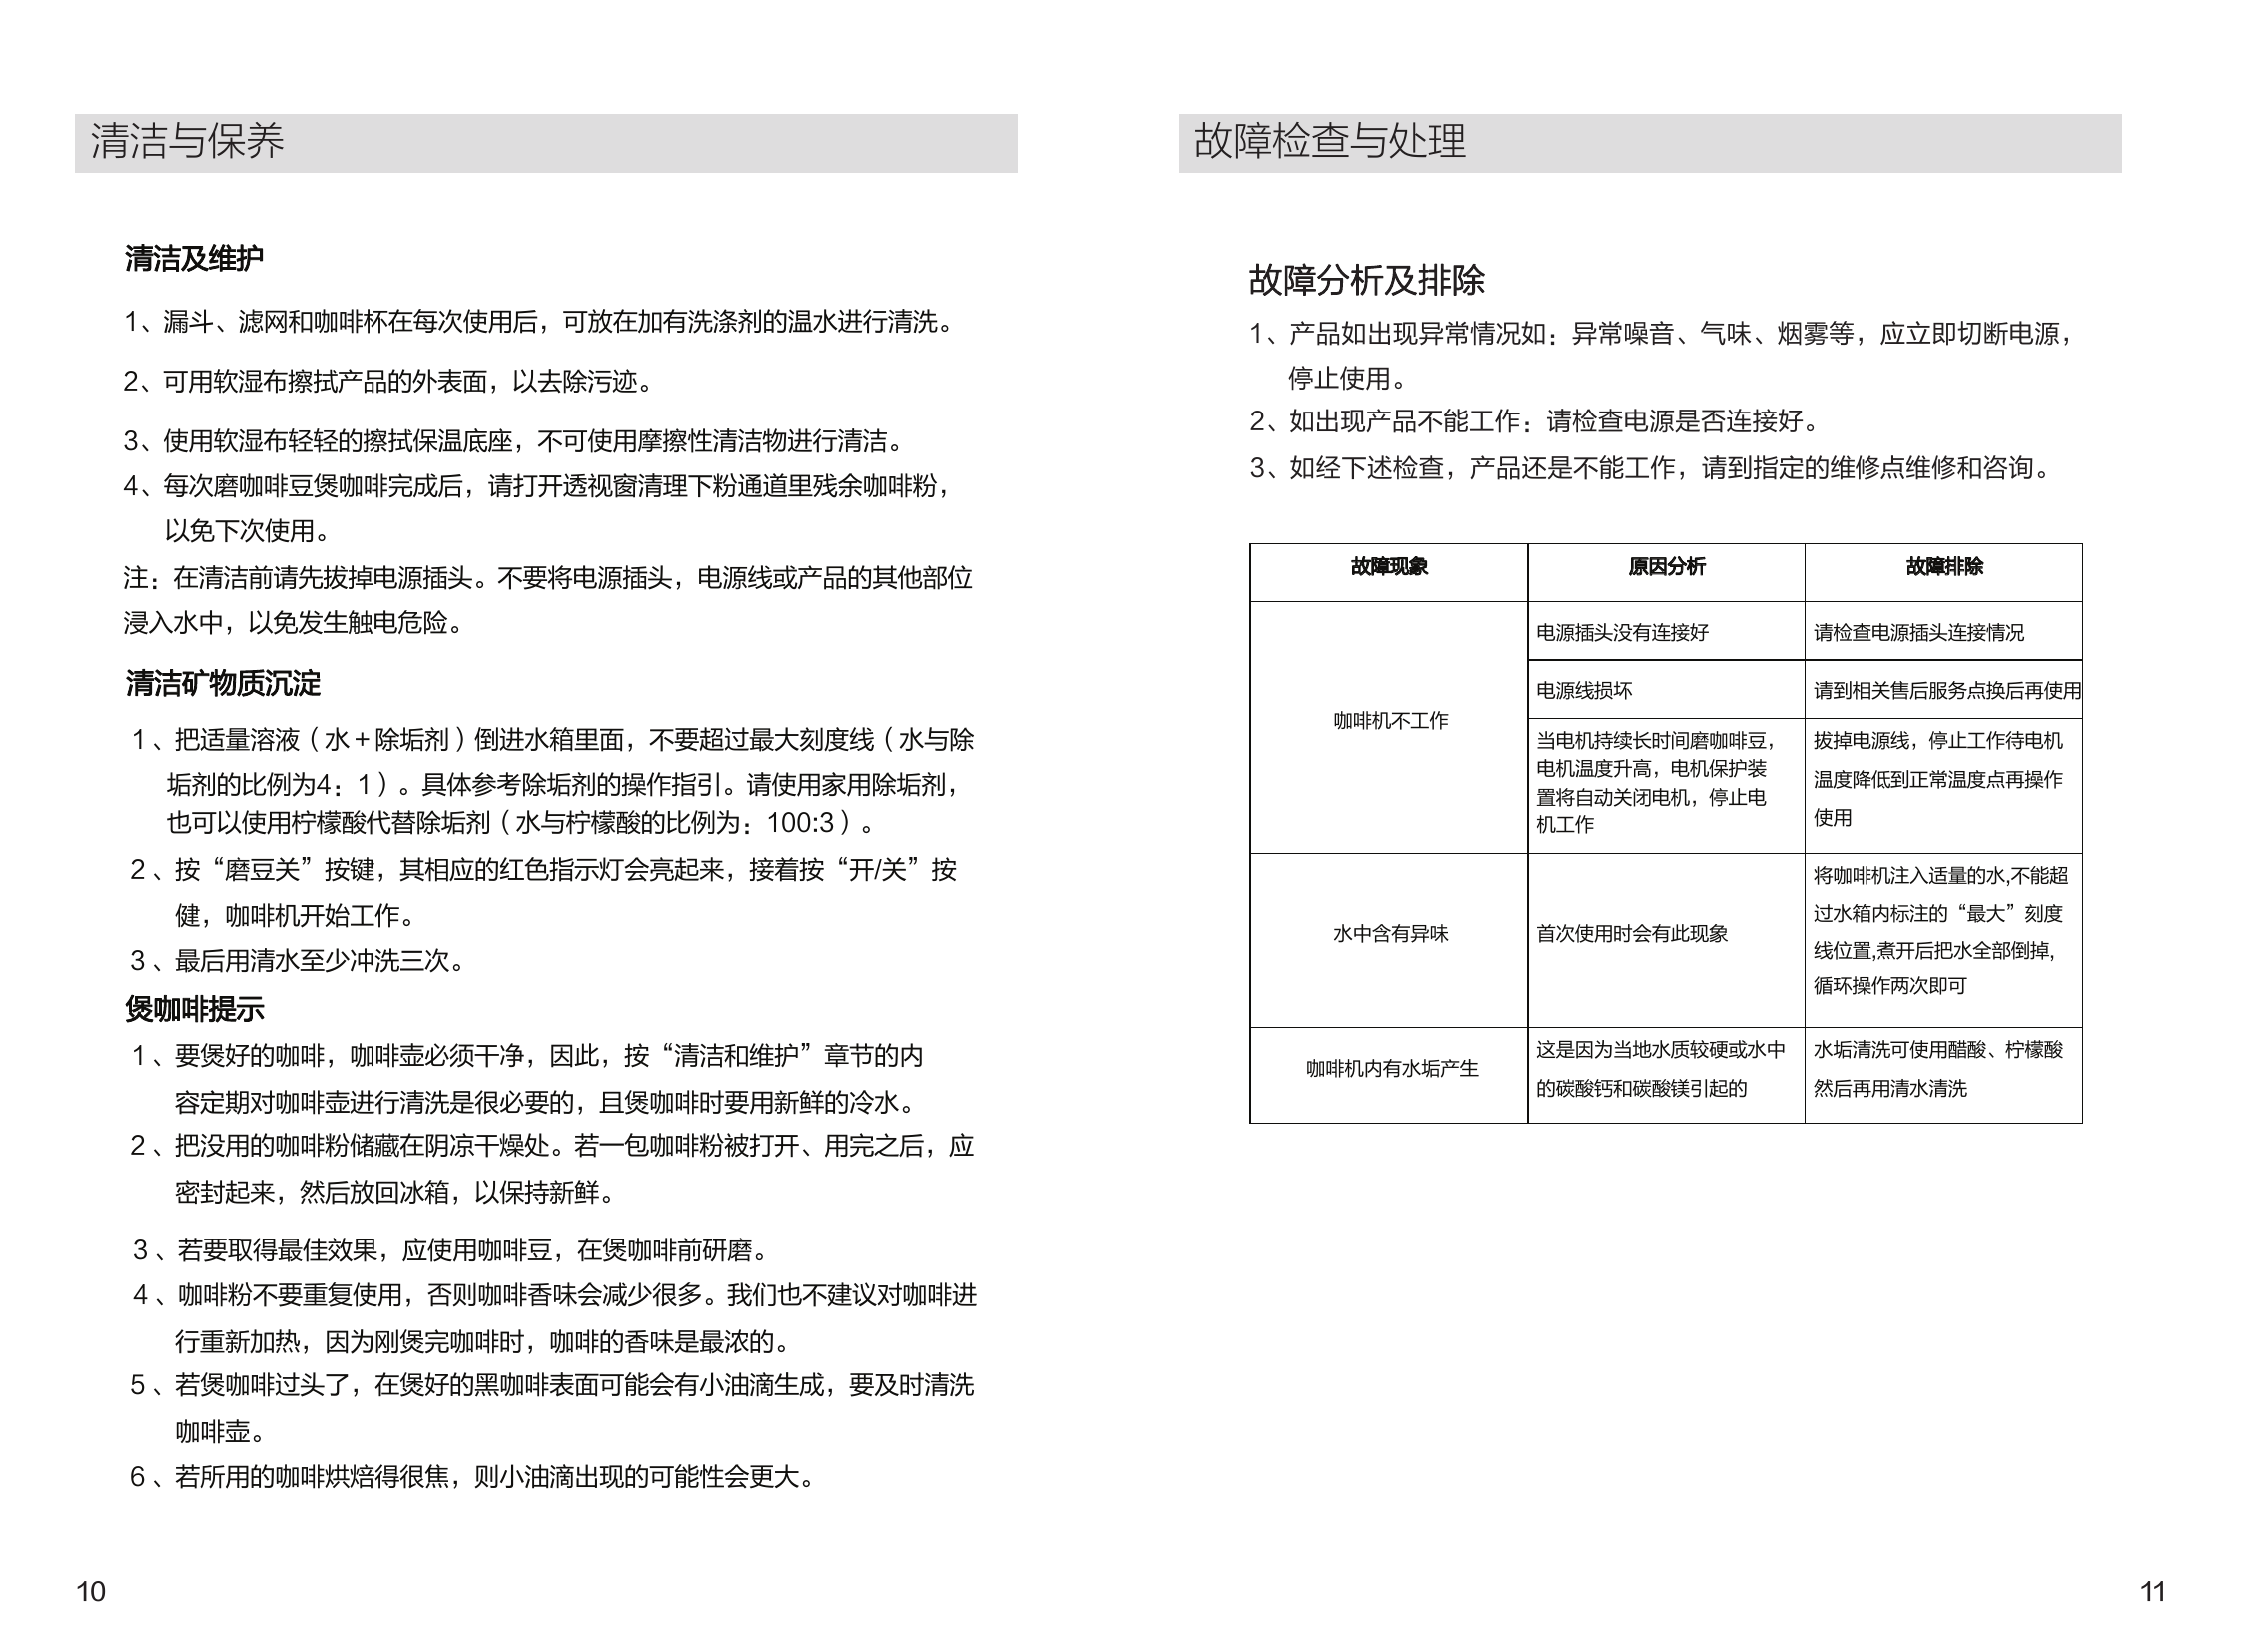 清洁与保养
清洁及维护
1、漏斗、滤网和咖啡杯在每次使用后，可放在加有洗涤剂的温水进行清洗。
2、可用软湿布擦拭产品的外表面，以去除污迹。
3、使用软湿布轻轻的擦拭保温底座，不可使用摩擦性清洁物进行清洁。
4、每次磨咖啡豆煲咖啡完成后，请打开透视窗清理下粉通道里残余咖啡粉，
以免下次使用。
注：在清洁前请先拔掉电源插头。不要将电源插头，电源线或产品的其他部位
浸入水中，以免发生触电危险。
清洁矿物质沉淀
1、把适量溶液（水＋除垢剂）倒进水箱里面，不要超过最大刻度线（水与除
垢剂的比例为4：1）。具体参考除垢剂的操作指引。请使用家用除垢剂，
也可以使用柠檬酸代替除垢剂（水与柠檬酸的比例为：100:3）。
2、按“磨豆关”按键，其相应的红色指示灯会亮起来，接着按“开/关”按
健，咖啡机开始工作。
3、最后用清水至少冲洗三次。
煲咖啡提示
1、要煲好的咖啡，咖啡壶必须干净，因此，按“清洁和维护”章节的内
容定期对咖啡壶进行清洗是很必要的，且煲咖啡时要用新鲜的冷水。
2、把没用的咖啡粉储藏在阴凉干燥处。若一包咖啡粉被打开、用完之后，应
密封起来，然后放回冰箱，以保持新鲜。
3、若要取得最佳效果，应使用咖啡豆，在煲咖啡前研磨。
4、咖啡粉不要重复使用，否则咖啡香味会减少很多。我们也不建议对咖啡进
行重新加热，因为刚煲完咖啡时，咖啡的香味是最浓的。
5、若煲咖啡过头了，在煲好的黑咖啡表面可能会有小油滴生成，要及时清洗
咖啡壶。
6、若所用的咖啡烘焙得很焦，则小油滴出现的可能性会更大。
10
故障检查与处理
故障分析及排除
1、产品如出现异常情况如：异常噪音、气味、烟雾等，应立即切断电源，
停止使用。
2、如出现产品不能工作：请检查电源是否连接好。
3、如经下述检查，产品还是不能工作，请到指定的维修点维修和咨询。
故障现象 原因分析 故障排除
咖啡机不工作
电源插头没有连接好 请检查电源插头连接情况
电源线损坏 请到相关售后服务点换后再使用
当电机持续长时间磨咖啡豆，
电机温度升高，电机保护装
置将自动关闭电机，停止电
机工作
拔掉电源线，停止工作待电机
温度降低到正常温度点再操作
使用
水中含有异味
首次使用时会有此现象
将咖啡机注入适量的水,不能超
过水箱内标注的“最大”刻度
线位置,煮开后把水全部倒掉,
循环操作两次即可
咖啡机内有水垢产生
这是因为当地水质较硬或水中
的碳酸钙和碳酸镁引起的
水垢清洗可使用醋酸、柠檬酸
然后再用清水清洗
11